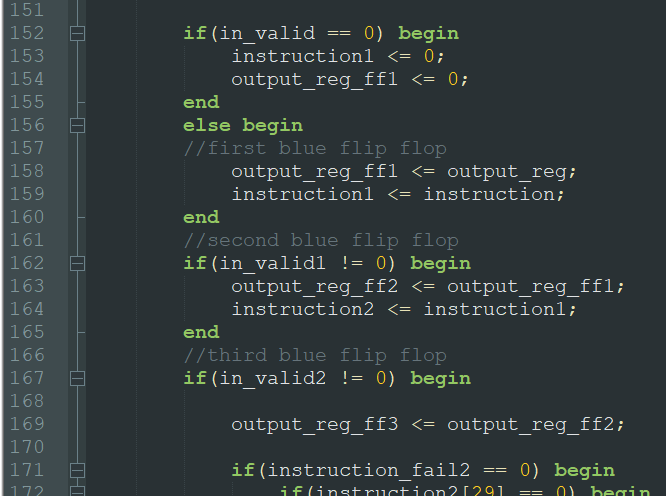 151
152 if(in_valid == 0) begin
153 instruction1 <= 0;
154 output_reg_ff1 <= 0;
155 end
156 else begin
157 //first blue flip flop
158 output_reg_ff1 <= output_reg;
159 instruction1 <= instruction;
160 end
161 //second blue flip flop
162 if(in_valid1 != 0) begin
163 output_reg_ff2 <= output_reg_ff1;
164 instruction2 <= instruction1;
165 end
166 //third blue flip flop
167 if(in_valid2 != 0) begin
168
169 output_reg_ff3 <= output_reg_ff2;
170
171 if(instruction_fail2 == 0) begin
172 if(instruction2[29] == 0) begin